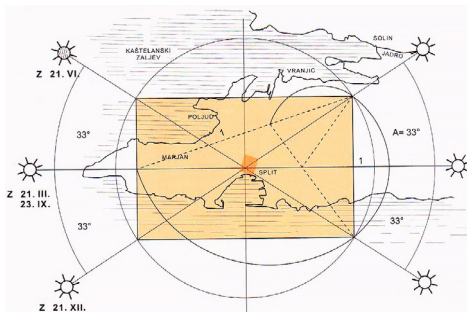 KAŠTELANSKI
ZALJEV
SOLIN
JADRO
VRANJIC
Z 21. VI.
POLJUD
33°
A= 33°
MARJAN
1
SPLIT
Z 21. III.
23. IX.
33°
33°
Z 21. XII.